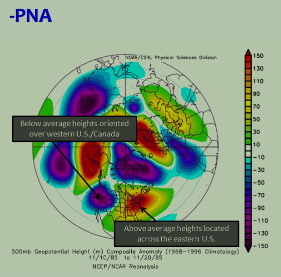 -PNA
NOAA/ESRL Physical Sciences Division
Below average heights oriented
over western U.S./Canada
Above average heights located
across the eastern U.S.
150
130
110
90
70
50
30
10
-10
-30
-50
-70
-90
-110
-130
-150
500mb Geopotential Height (m) Composite Anomaly (1968-1996 Climatology)
11/10/85 to 11/20/85
NCEP/NCAR Reanalysis